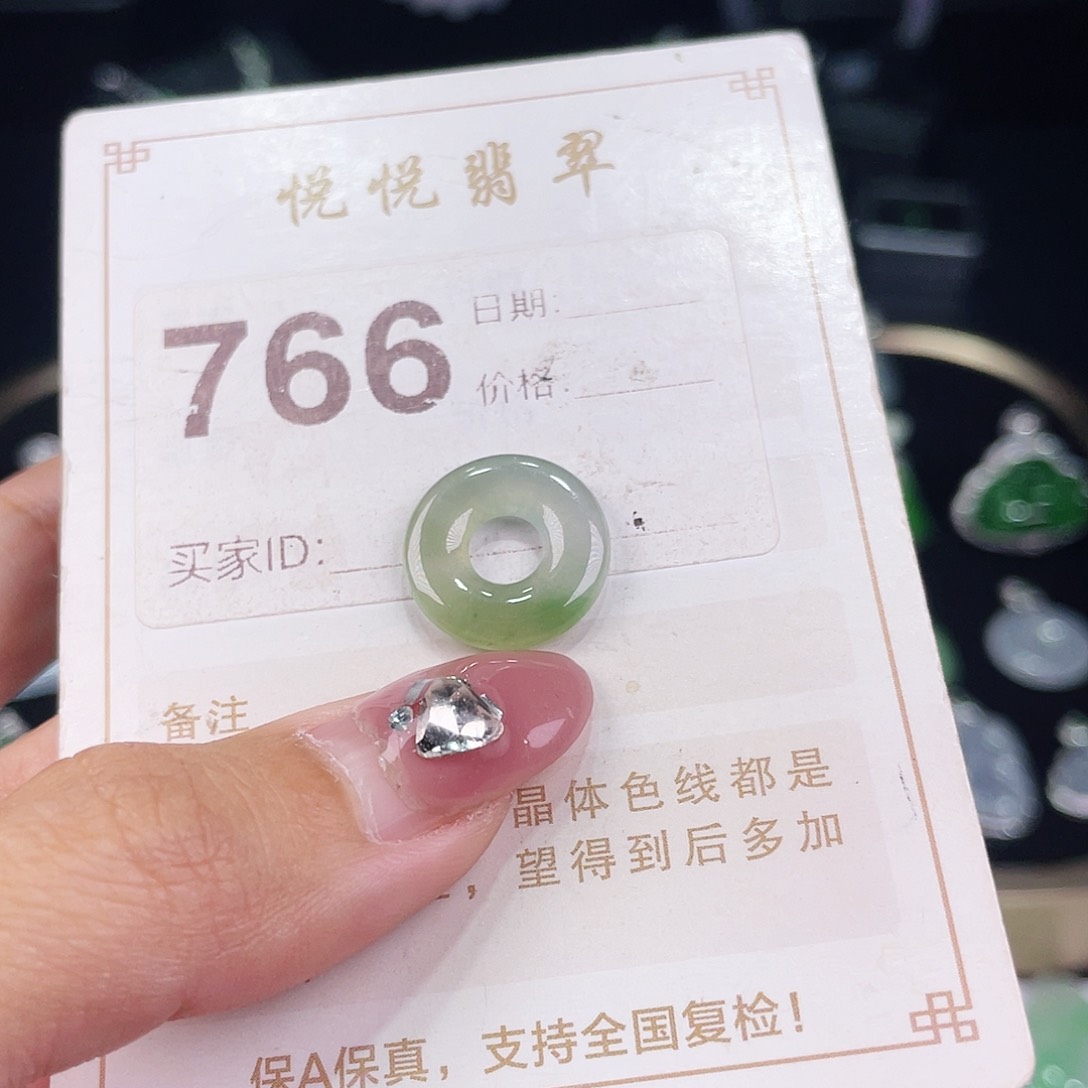 悦悦翡翠
766
日期:
价格:
买家ID:
备注
晶体色线都是
，望得到后多加
保A保真，支持全国复检！